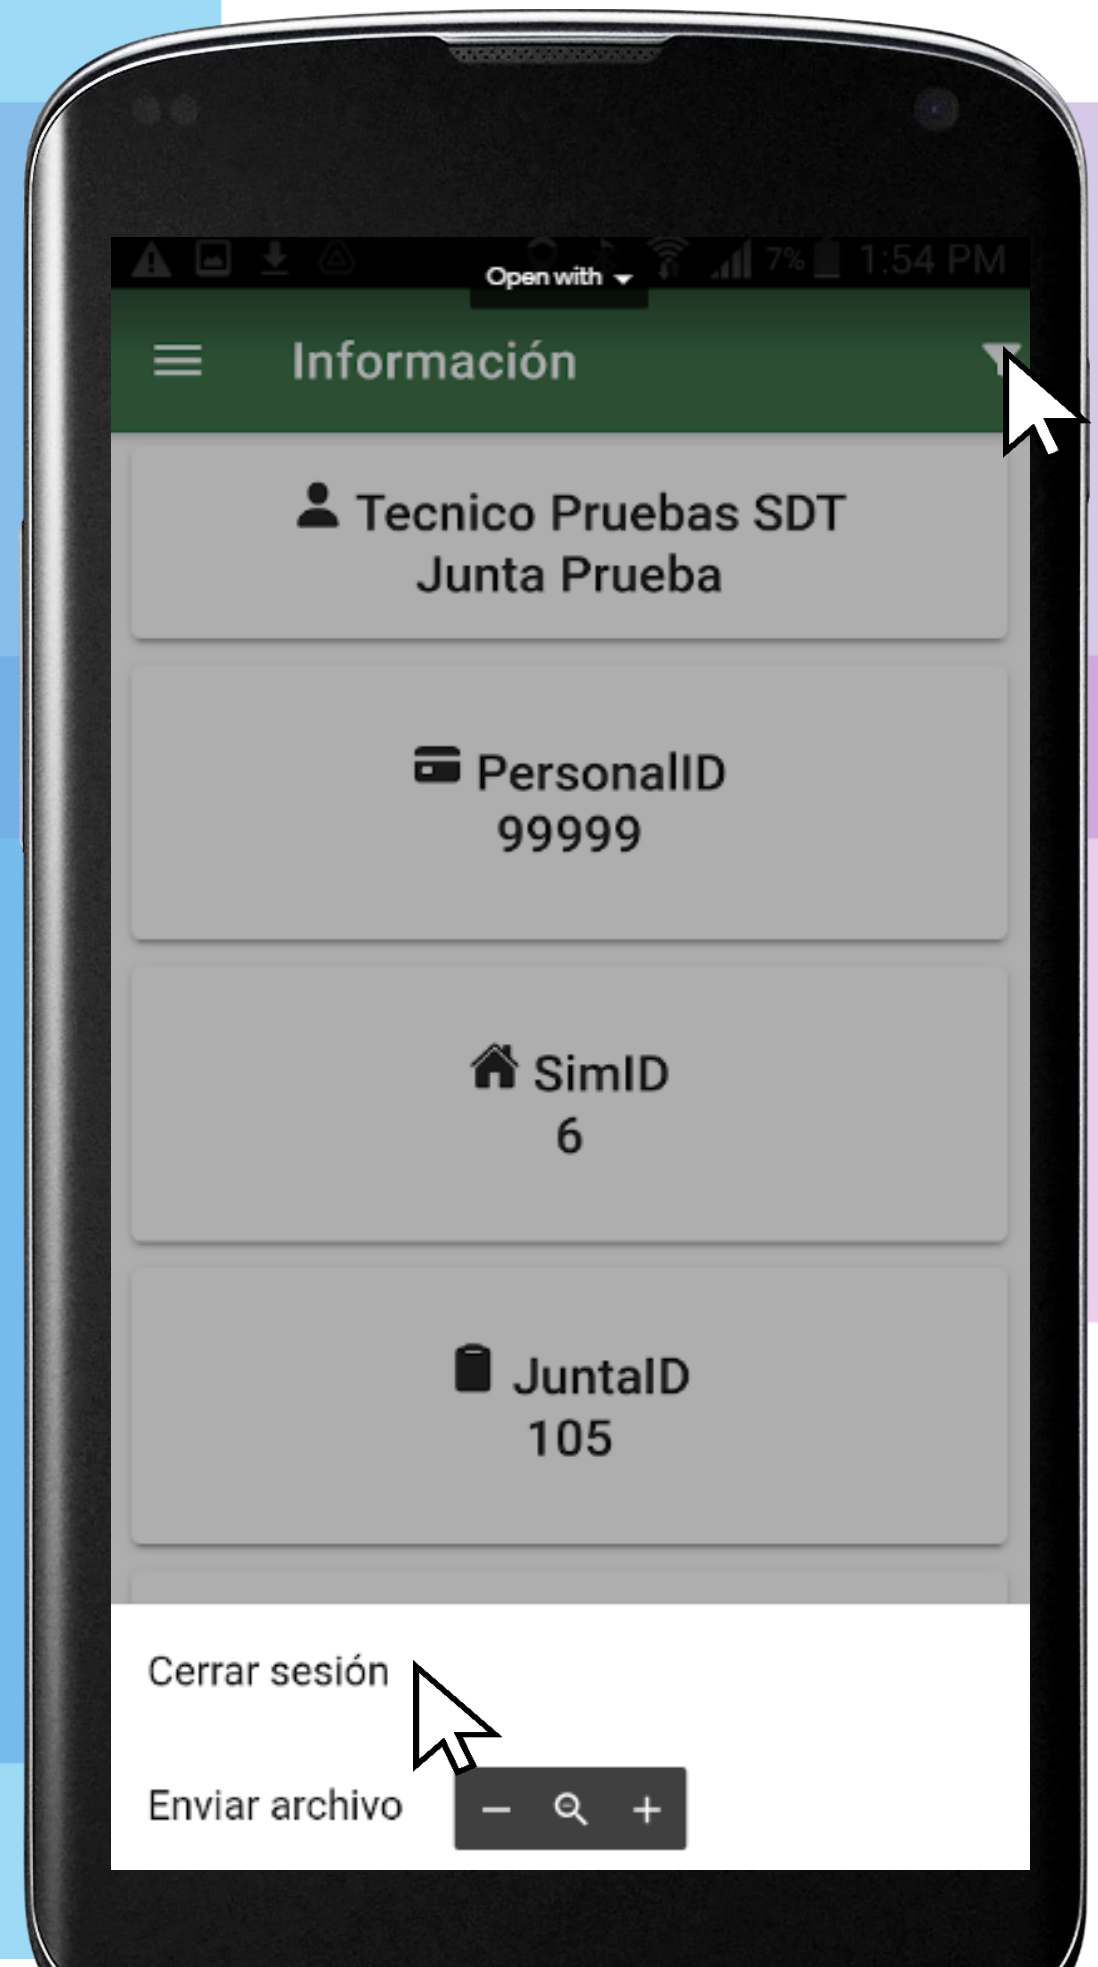 7% 1:54 PM
Open with
Información
Tecnico Pruebas SDT
Junta Prueba
PersonalID
99999
SimID
6
JuntaID
105
Cerrar sesión
Enviar archivo